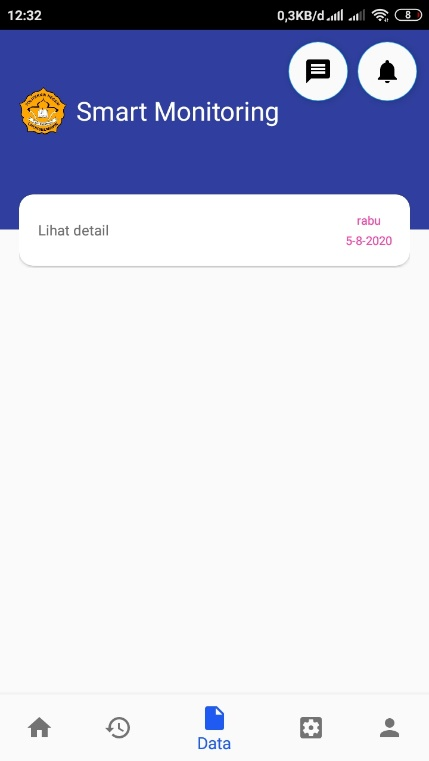 12:32
0,3KB/d
8
Smart Monitoring
Lihat detail
rabu
5-8-2020
Data